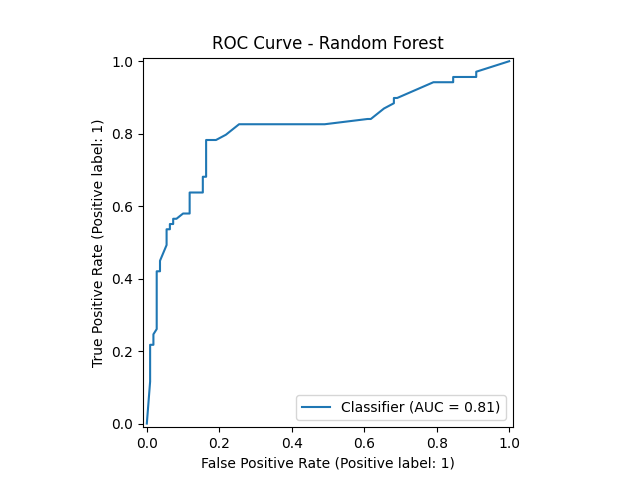 ROC Curve - Random Forest
1.0
0.8
0.6
0.4
0.2
0.0
True Positive Rate (Positive label: 1)
Classifier (AUC = 0.81)
0.0 0.2 0.4 0.6 0.8 1.0
False Positive Rate (Positive label: 1)